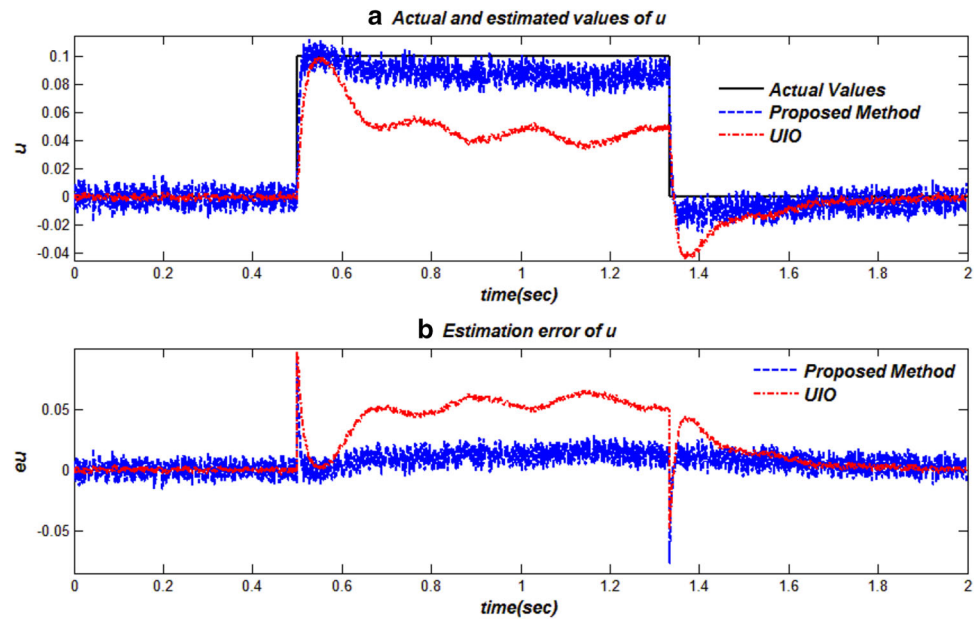 a Actual and estimated values of u
0.1
0.08
0.06
0.04
0.02
0
-0.02
-0.04
u
Actual Values
Proposed Method
UIO
0 0.2 0.4 0.6 0.8 1 1.2 1.4 1.6 1.8 2
time(sec)
b Estimation error of u
0.05
0
-0.05
eu
Proposed Method
UIO
0 0.2 0.4 0.6 0.8 1 1.2 1.4 1.6 1.8 2
time(sec)